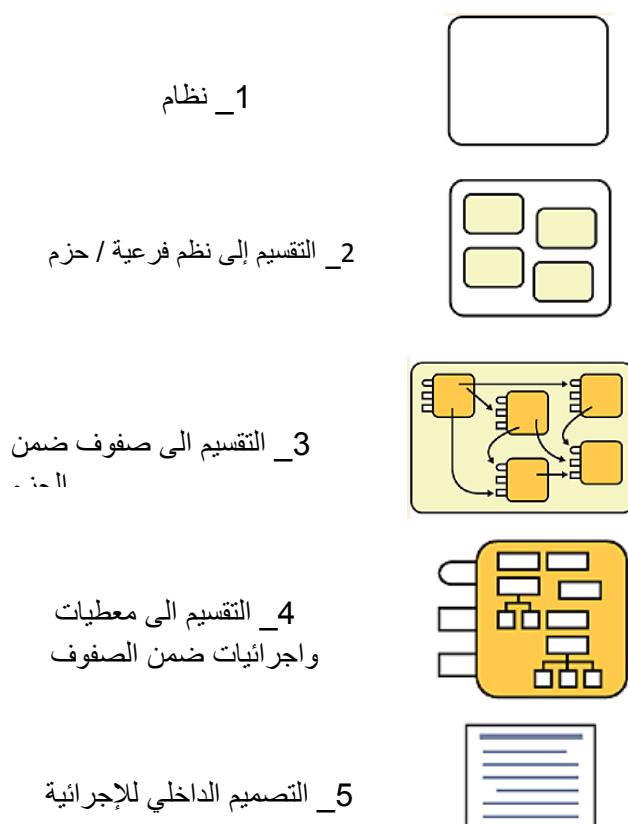 1_ نظام
2_ التقسيم إلى نظم فرعية / حزم
3_ التقسيم الى صفوف ضمن
4_ التقسيم الى معطيات
واجرائيات ضمن الصفوف
5_ التصميم الداخلي للإجرائية